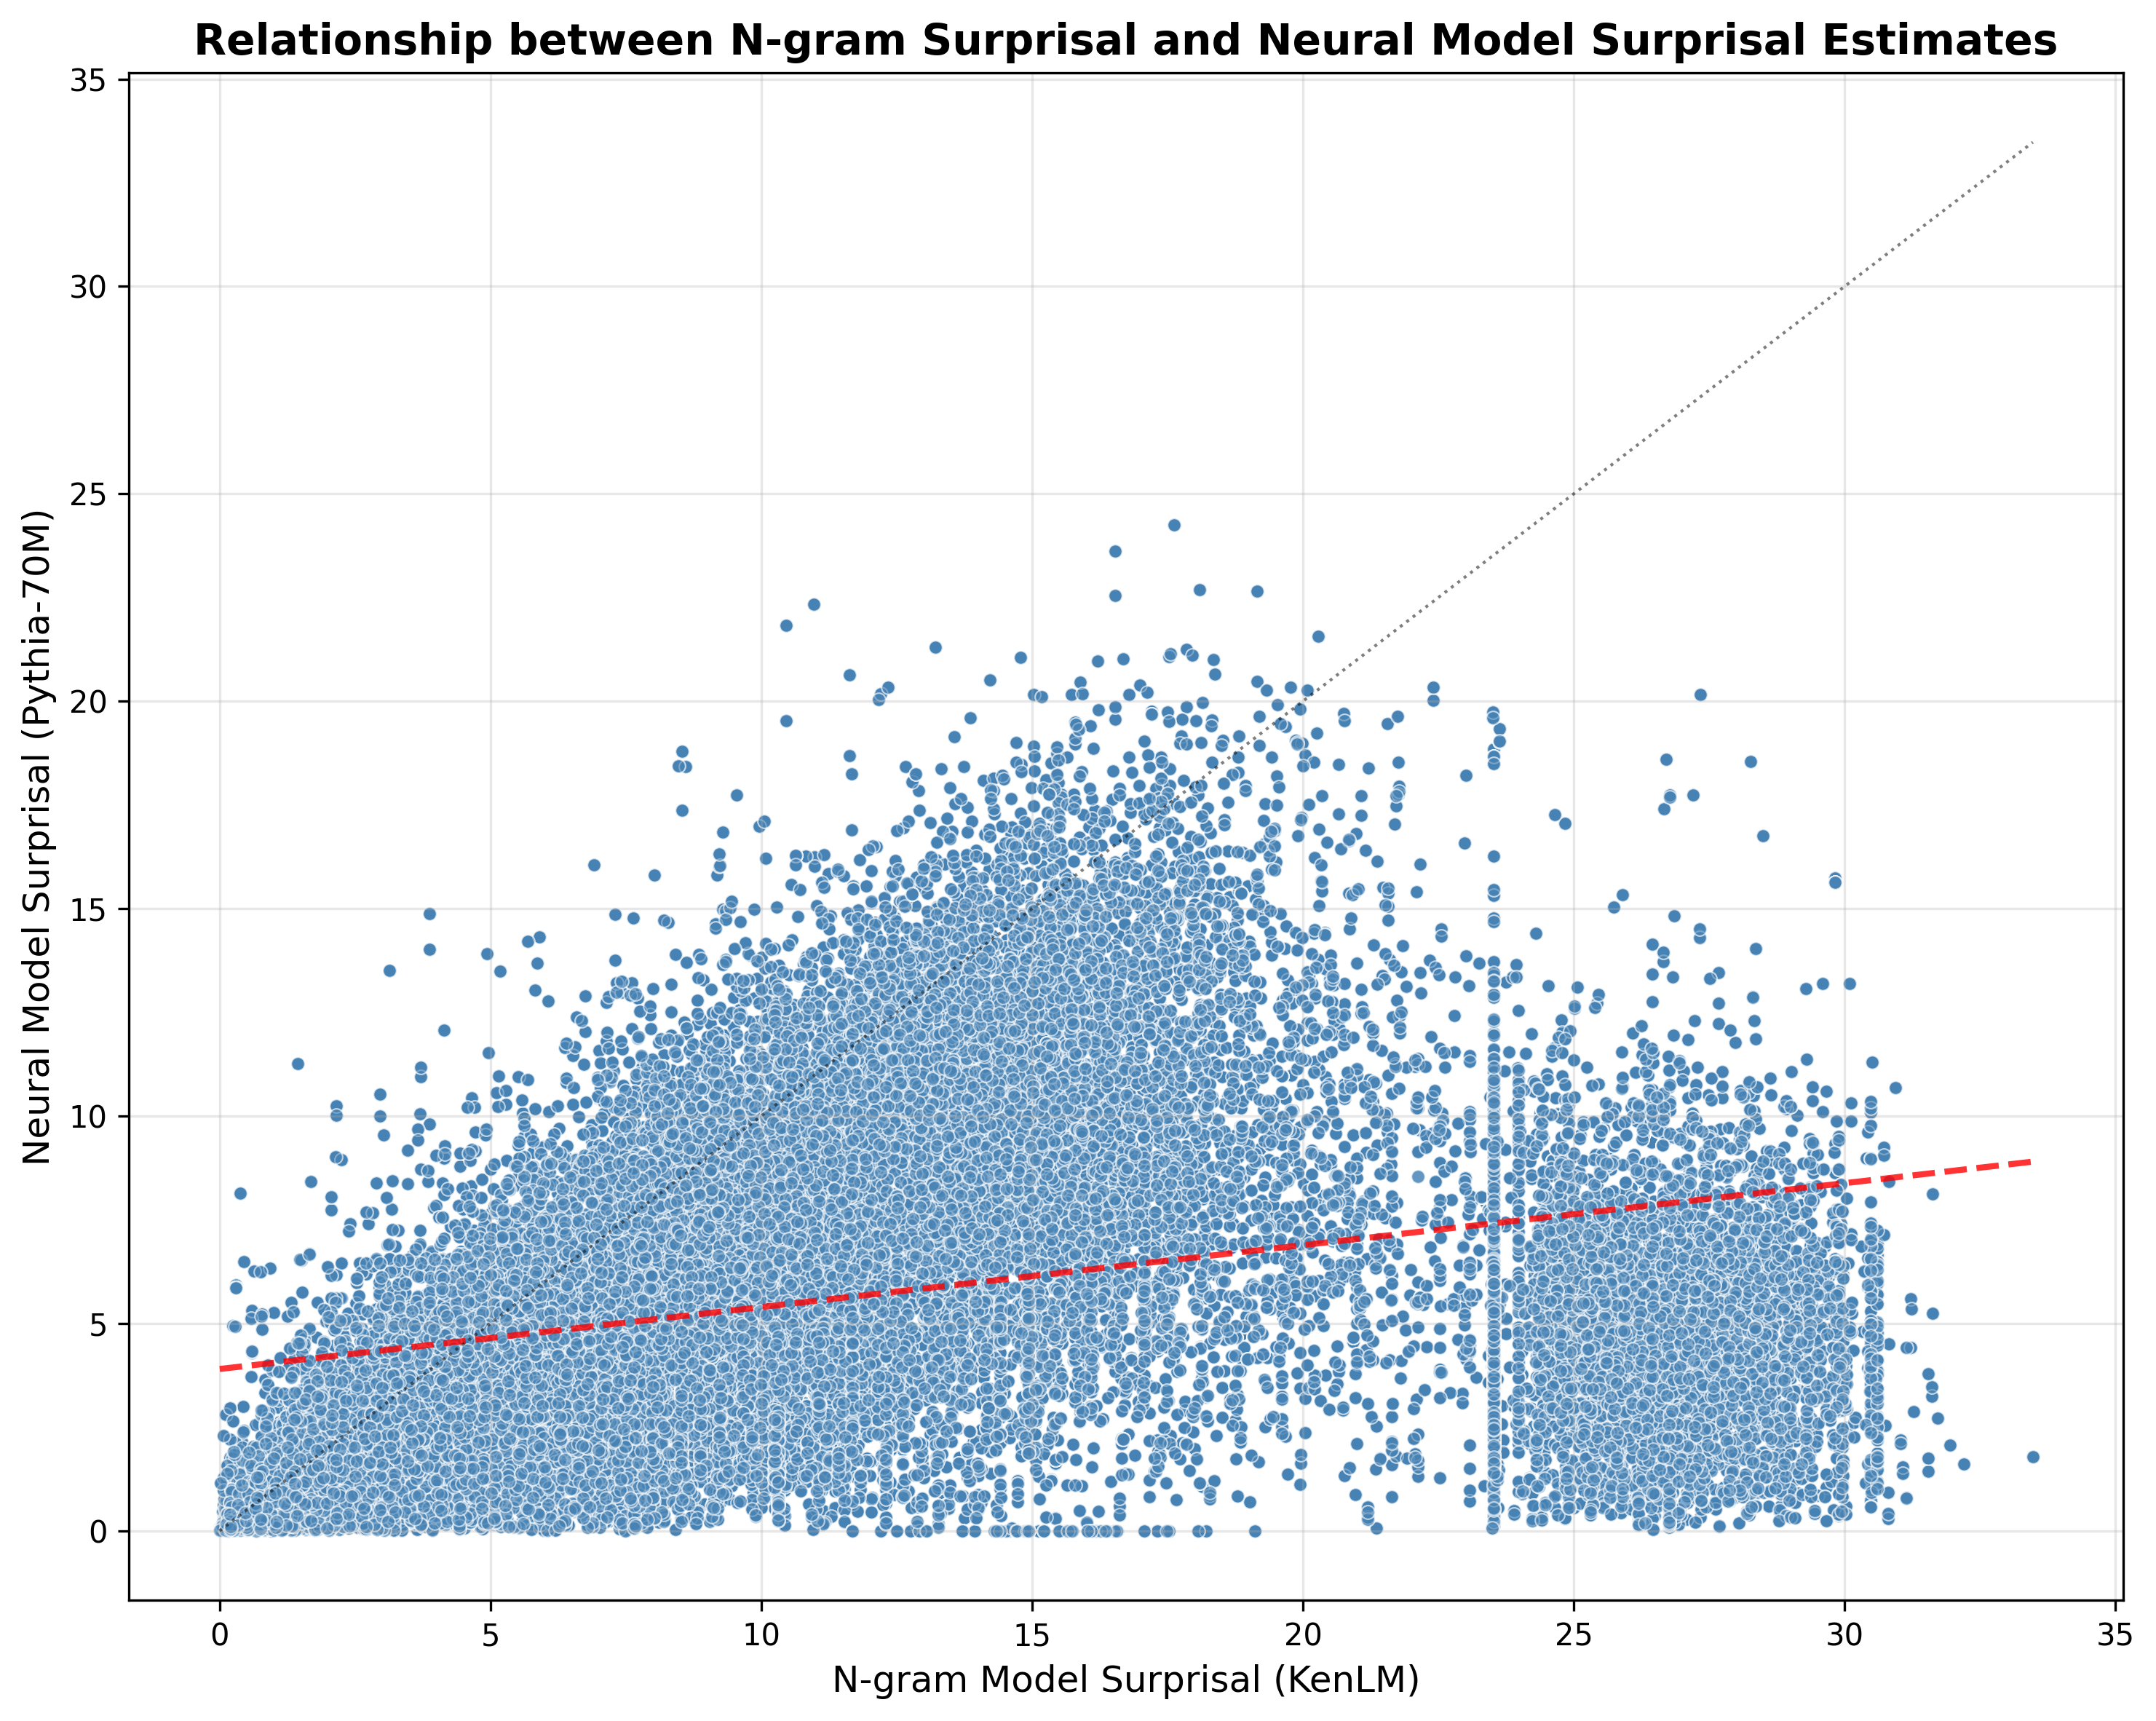 Relationship between N-gram Surprisal and Neural Model Surprisal Estimates
Neural Model Surprisal (Pythia-70M)
35
30
25
20
15
10
5
0
0 5 10 15 20 25 30 35
N-gram Model Surprisal (KenLM)